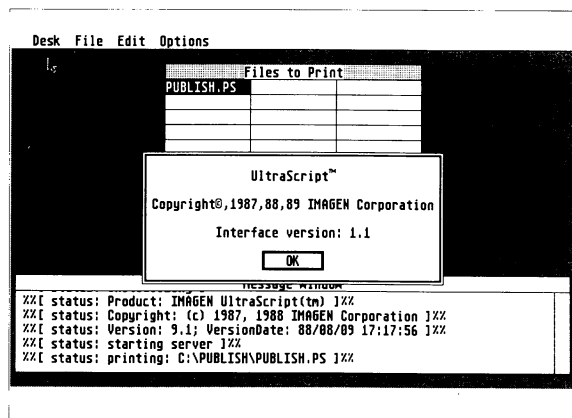 Desk File Edit Options
Files to Print
PUBLISH.PS
UltraScript™
Copyright©,1987,88,89 IMAGEN Corporation
Interface version: 1.1
OK
Message Window
%%[ status: Product: IMAGEN UltraScript(tm) ]%%
%%[ status: Copyright: (c) 1987, 1988 IMAGEN Corporation ]%%
%%[ status: Version: 9.1; VersionDate: 88/08/09 17:17:56 ]%%
%%[ status: starting server ]%%
%%[ status: printing: C:\PUBLISH\PUBLISH.PS ]%%